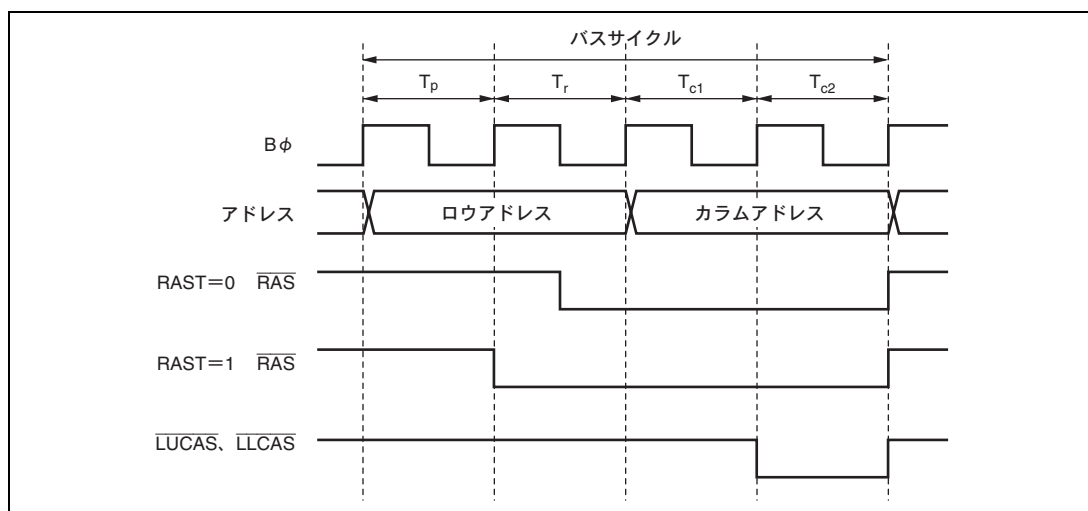 バスサイクル
Tp Tr Tc1 Tc2
Bφ
アドレス ロウアドレス カラムアドレス
RAST=0 RAS
RAST=1 RAS
LUCAS、LLCAS